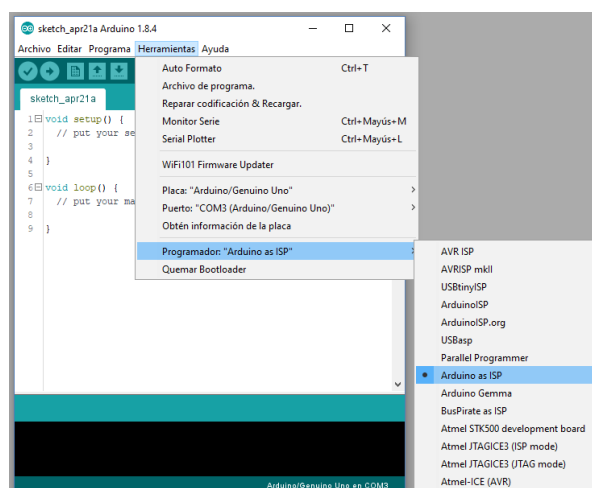 sketch_apr21a Arduino 1.8.4
Archivo Editar Programa Herramientas Ayuda
sketch_apr21a
1 void setup() {
2 // put your se
3
4 }
5
6 void loop() {
7 // put your ma
8
9 }
Auto Formato Ctrl+T
Archivo de programa.
Reparar codificación & Recargar.
Monitor Serie Ctrl+Mayús+M
Serial Plotter Ctrl+Mayús+L
WiFi101 Firmware Updater
Placa: "Arduino/Genuino Uno"
Puerto: "COM3 (Arduino/Genuino Uno)"
Obtén información de la placa
Programador: "Arduino as ISP"
Quemar Bootloader
AVR ISP
AVRISP mkII
USBtinyISP
ArduinoISP
ArduinoISP.org
USBasp
Parallel Programmer
Arduino as ISP
Arduino Gemma
BusPirate as ISP
Atmel STK500 development board
Atmel JTAGICE3 (ISP mode)
Atmel JTAGICE3 (JTAG mode)
Atmel-ICE (AVR)
Arduino/Genuino Uno en COM3